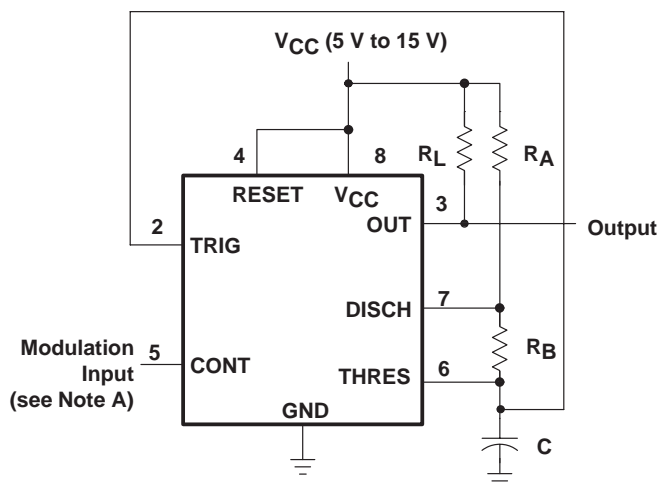 VCC (5 V to 15 V)
4
8
RL
RA
RESET
VCC
3
2
OUT
Output
TRIG
7
DISCH
RB
Modulation
Input
(see Note A)
5
CONT
6
THRES
GND
C